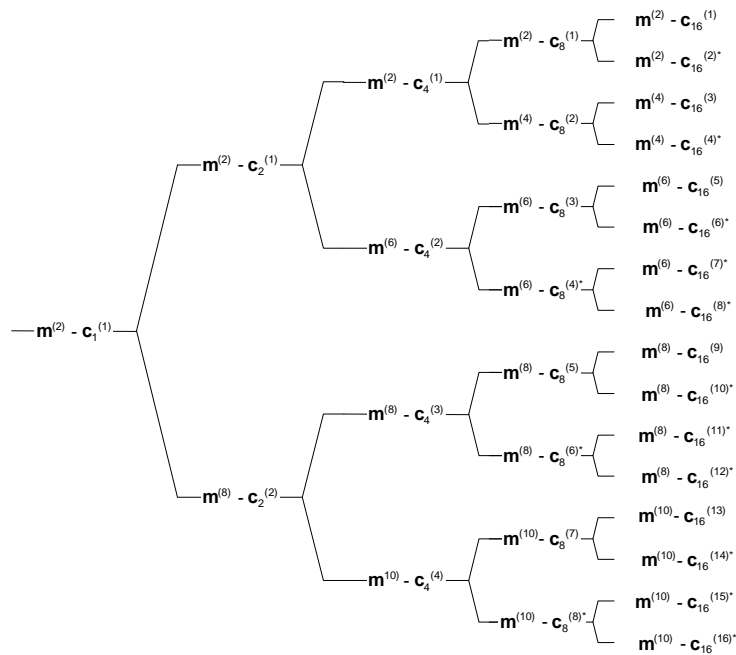 m(2) - c16(1)
m(2) - c8(1)
m(2) - c16(2)*
m(2) - c4(1)
m(4) - c16(3)
m(4) - c8(2)
m(4) - c16(4)*
m(2) - c2(1)
m(6) - c16(5)
m(6) - c8(3)
m(6) - c16(6)*
m(6) - c4(2)
m(6) - c16(7)*
m(6) - c8(4)*
m(6) - c16(8)*
m(2) - c1(1)
m(8) - c16(9)
m(8) - c8(5)
m(8) - c16(10)*
m(8) - c4(3)
m(8) - c16(11)*
m(8) - c8(6)*
m(8) - c16(12)*
m(8) - c2(2)
m(10) - c16(13)
m(10) - c8(7)
m(10) - c16(14)*
m10) - c4(4)
m(10) - c16(15)*
m(10) - c8(8)*
m(10) - c16(16)*